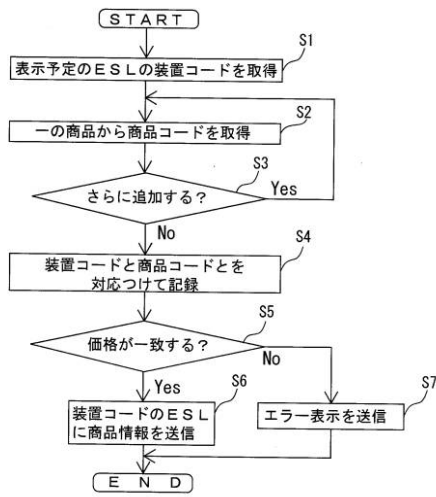 START
S1
表示予定のESLの装置コードを取得
S2
一の商品から商品コードを取得
S3
さらに追加する?
Yes
No
S4
装置コードと商品コードとを
対応つけて記録
S5
価格が一致する?
No
Yes
S6
装置コードのESL
に商品情報を送信
S7
エラー表示を送信
END